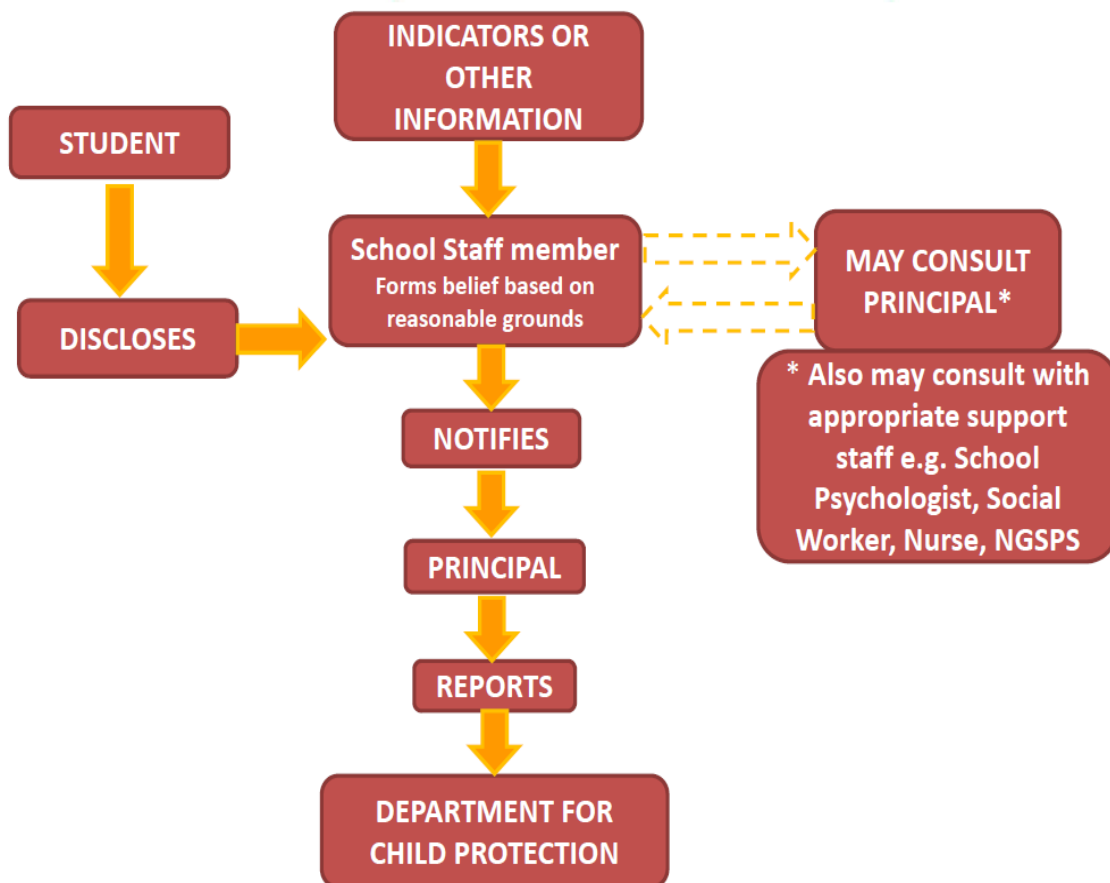 INDICATORS OR
OTHER
INFORMATION
STUDENT
DISCLOSES
School Staff member
Forms belief based on
reasonable grounds
MAY CONSULT
PRINCIPAL*
* Also may consult with
appropriate support
staff e.g. School
Psychologist, Social
Worker, Nurse, NGSPS
NOTIFIES
PRINCIPAL
REPORTS
DEPARTMENT FOR
CHILD PROTECTION